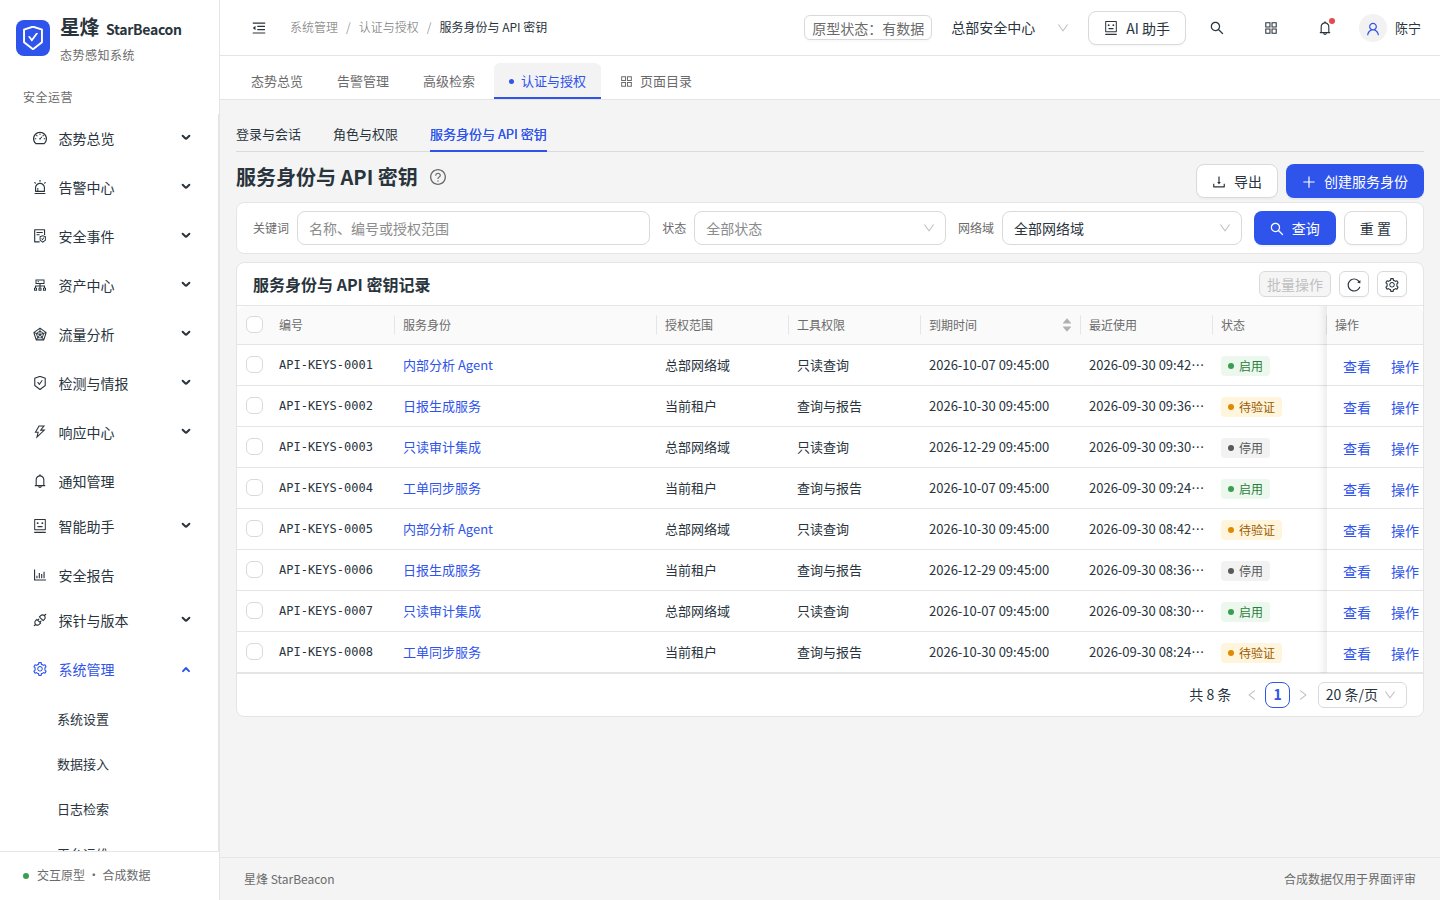 星烽 StarBeacon
态势感知系统
安全运营
态势总览
告警中心
安全事件
资产中心
流量分析
检测与情报
响应中心
通知管理
智能助手
安全报告
探针与版本
系统管理
系统设置
数据接入
日志检索
交互原型 · 合成数据
系统管理 / 认证与授权 / 服务身份与 API 密钥
原型状态：有数据
总部安全中心
AI 助手
陈宁
态势总览 告警管理 高级检索 认证与授权 页面目录
登录与会话 角色与权限 服务身份与 API 密钥
服务身份与 API 密钥
导出
创建服务身份
关键词 名称、编号或授权范围 状态 全部状态 网络域 全部网络域 查询 重 置
服务身份与 API 密钥记录
批量操作
编号 服务身份 授权范围 工具权限 到期时间 最近使用 状态 操作
API-KEYS-0001 内部分析 Agent 总部网络域 只读查询 2026-10-07 09:45:00 2026-09-30 09:42… 启用 查看 操作
API-KEYS-0002 日报生成服务 当前租户 查询与报告 2026-10-30 09:45:00 2026-09-30 09:36… 待验证 查看 操作
API-KEYS-0003 只读审计集成 总部网络域 只读查询 2026-12-29 09:45:00 2026-09-30 09:30… 停用 查看 操作
API-KEYS-0004 工单同步服务 当前租户 查询与报告 2026-10-07 09:45:00 2026-09-30 09:24… 启用 查看 操作
API-KEYS-0005 内部分析 Agent 总部网络域 只读查询 2026-10-30 09:45:00 2026-09-30 08:42… 待验证 查看 操作
API-KEYS-0006 日报生成服务 当前租户 查询与报告 2026-12-29 09:45:00 2026-09-30 08:36… 停用 查看 操作
API-KEYS-0007 只读审计集成 总部网络域 只读查询 2026-10-07 09:45:00 2026-09-30 08:30… 启用 查看 操作
API-KEYS-0008 工单同步服务 当前租户 查询与报告 2026-10-30 09:45:00 2026-09-30 08:24… 待验证 查看 操作
共 8 条 1 20 条/页
星烽 StarBeacon
合成数据仅用于界面评审